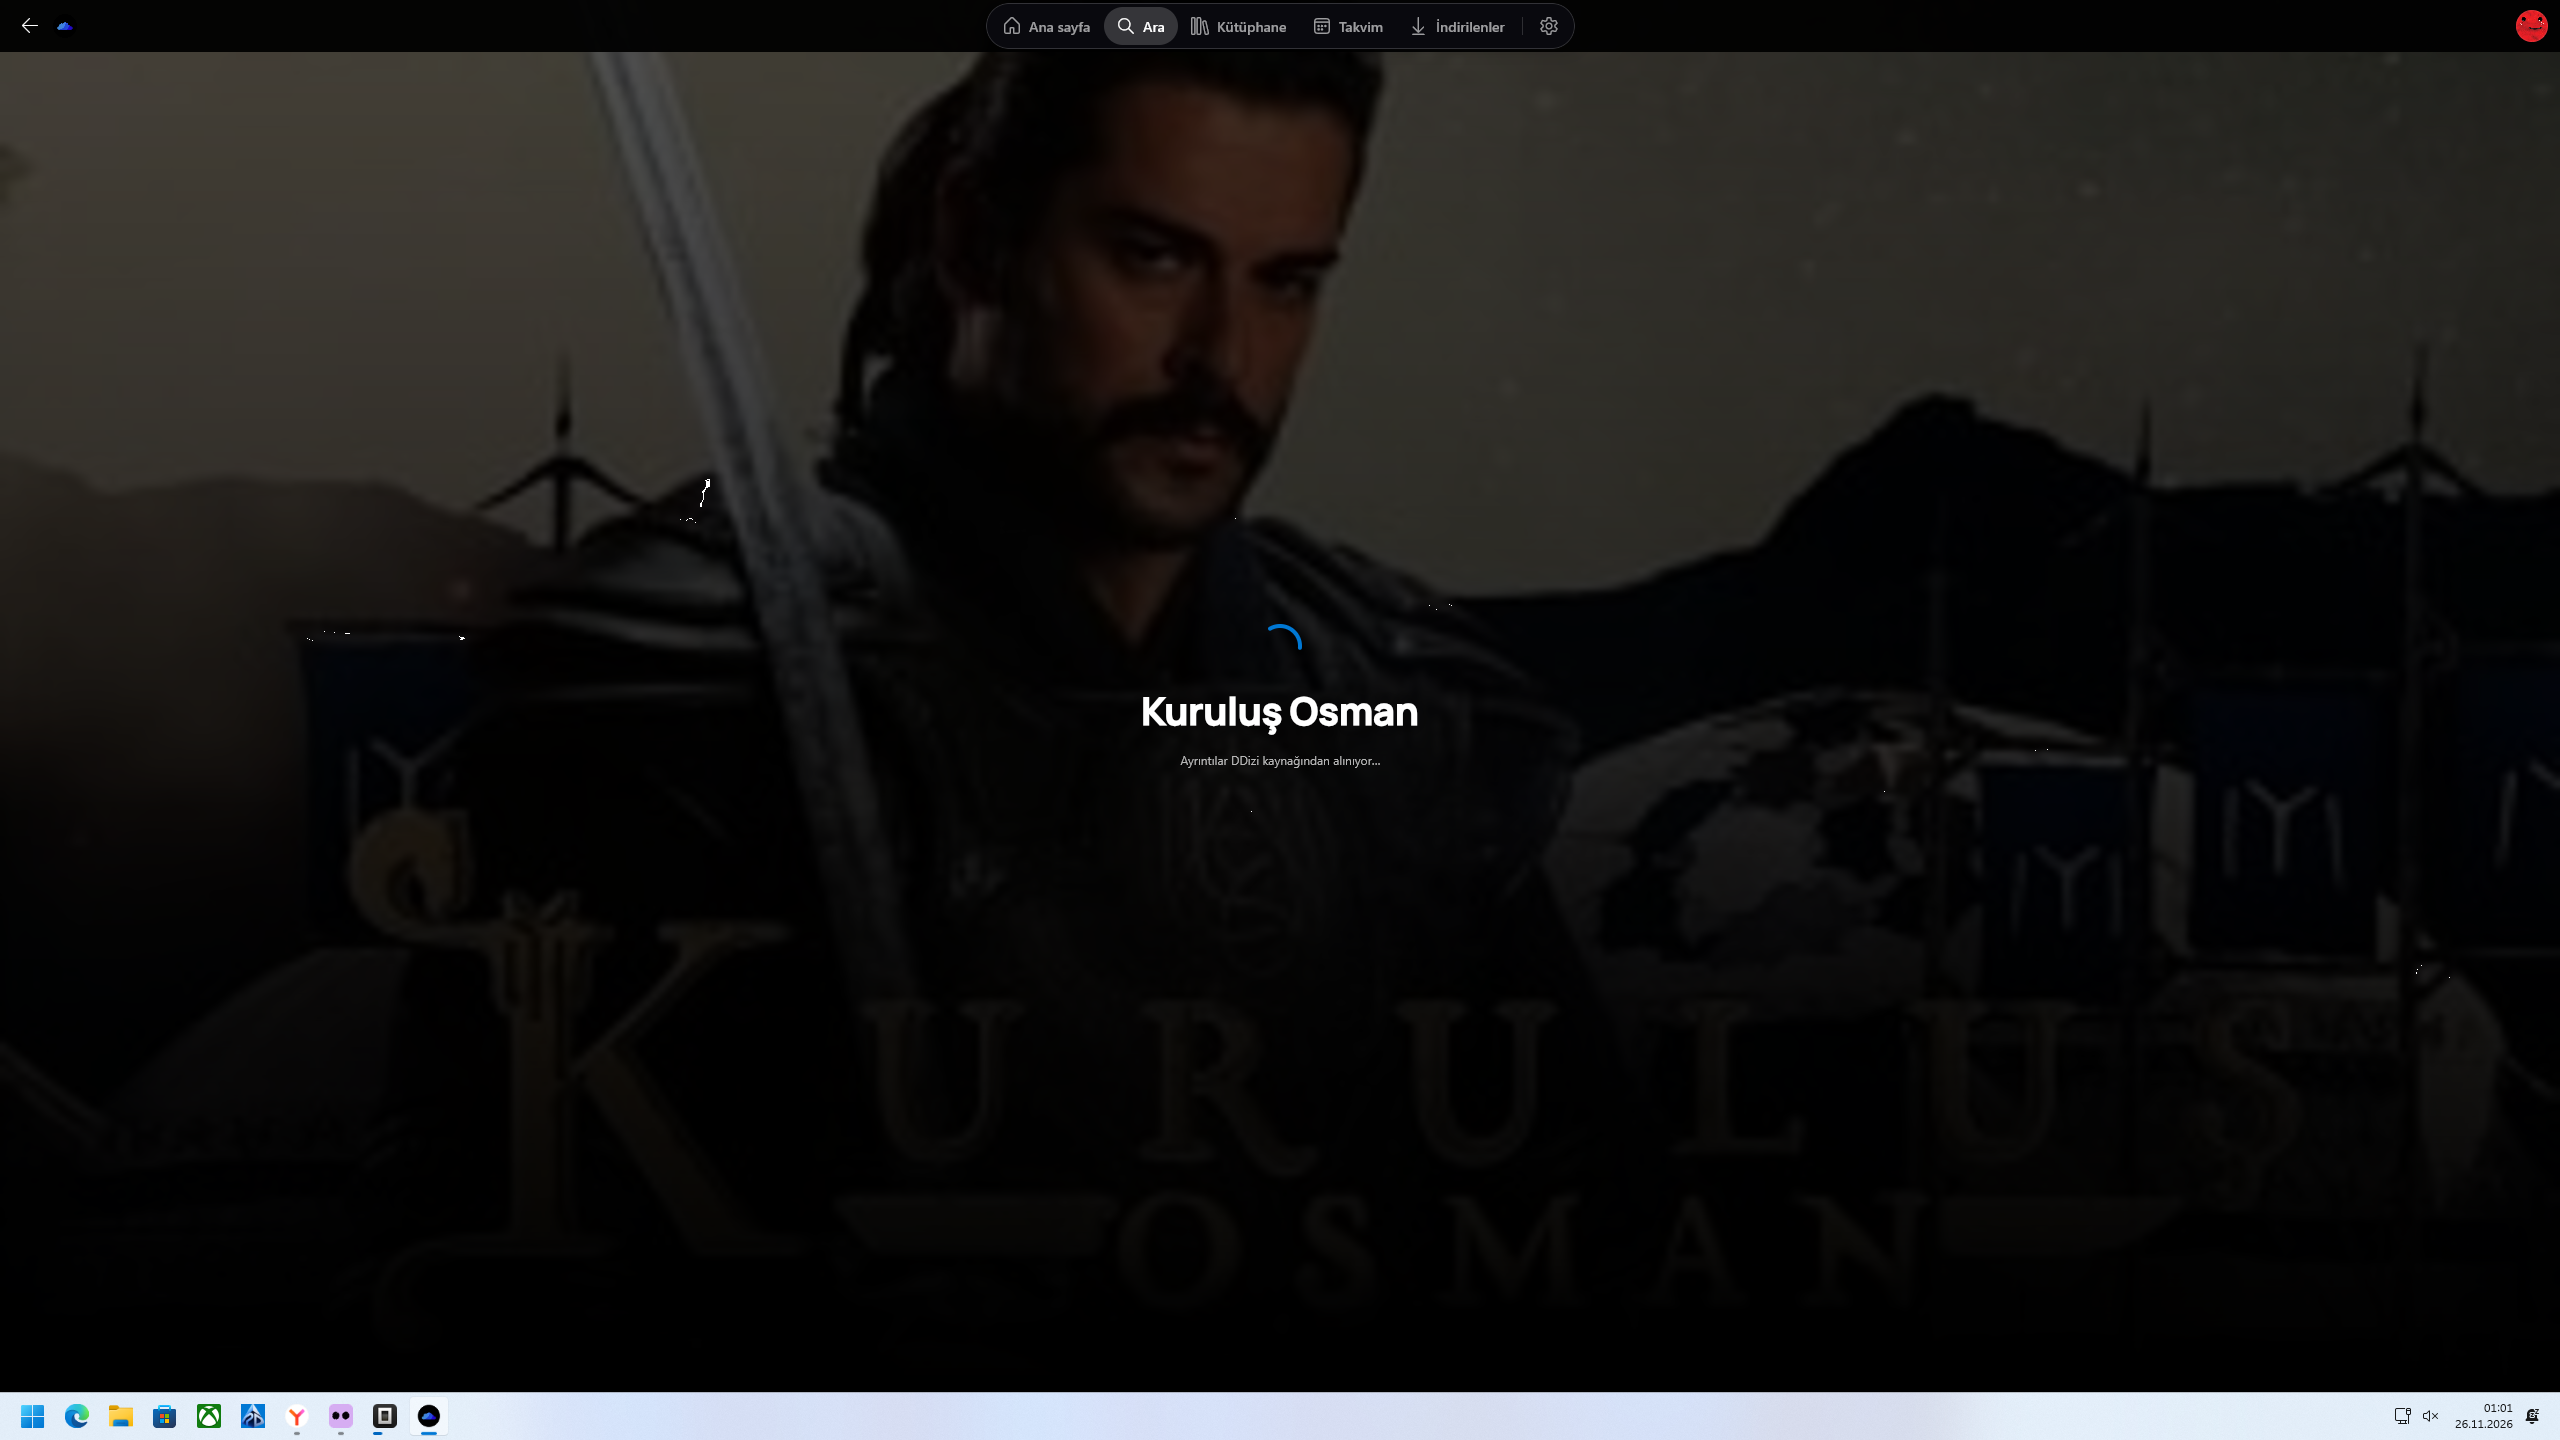 Ana sayfa
Ara
Kütüphane
Takvim
İndirilenler
Kuruluş Osman
Ayrıntılar DDizi kaynağından alınıyor...
KURULUŞ
OSMAN
01:01
26.11.2026